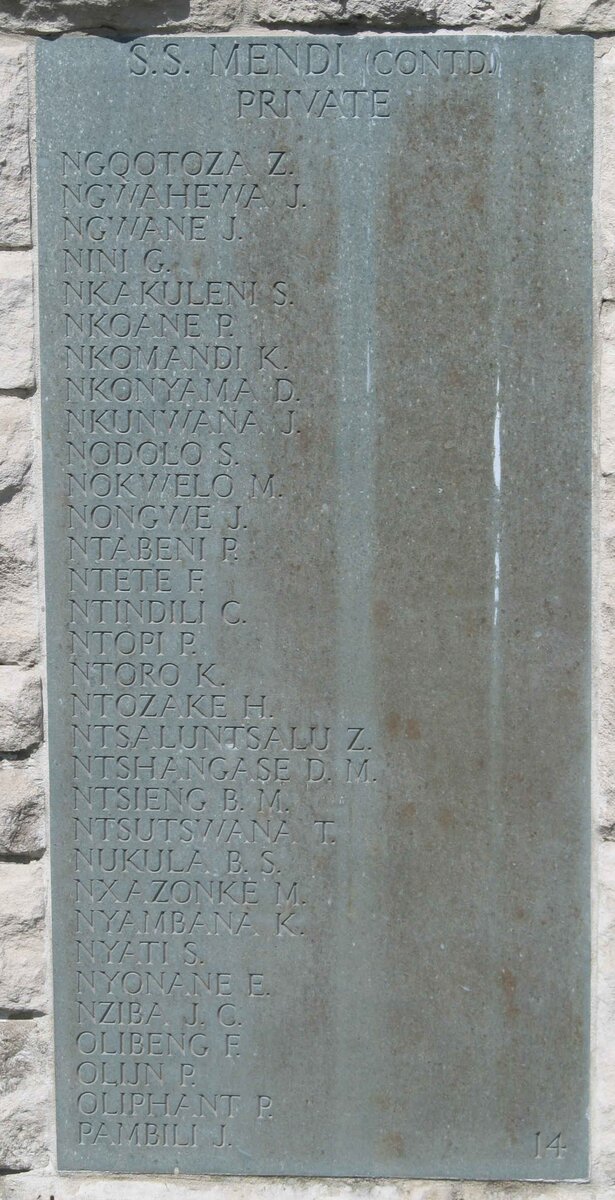 S.S. MENDI (CONTD.)
PRIVATE
NGQOTOZA Z.
NGWAHEWA J.
NGWANE J.
NINI G.
NKAKULENI S.
NKOANE P.
NKOMANDI K.
NKONYAMA D.
NKUNWANA J.
NODOLO S.
NOKWELO M.
NONGWE J.
NTABENI P.
NTETE F.
NTINDILI C.
NTOPI P.
NTORO K.
NTOZAKE H.
NTSALUNTSALU Z.
NTSHANGASE D. M.
NTSIENG B. M.
NTSUTSWANA T.
NUKULA B. S.
NXAZONKE M.
NYAMBANA K.
NYATI S.
NYONANE E.
NZIBA J. C.
OLIBENG F.
OLIJN P.
OLIPHANT P.
PAMBILI J.
14